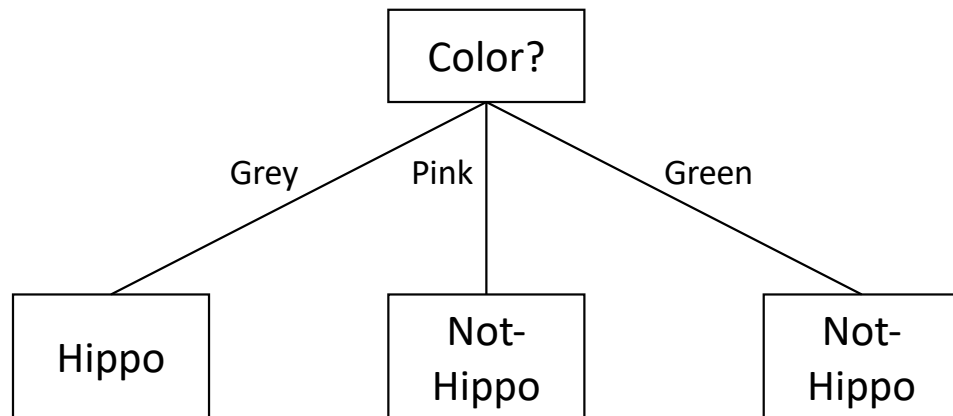 Color?
Grey
Pink
Green
Hippo
Not-
Hippo
Not-
Hippo